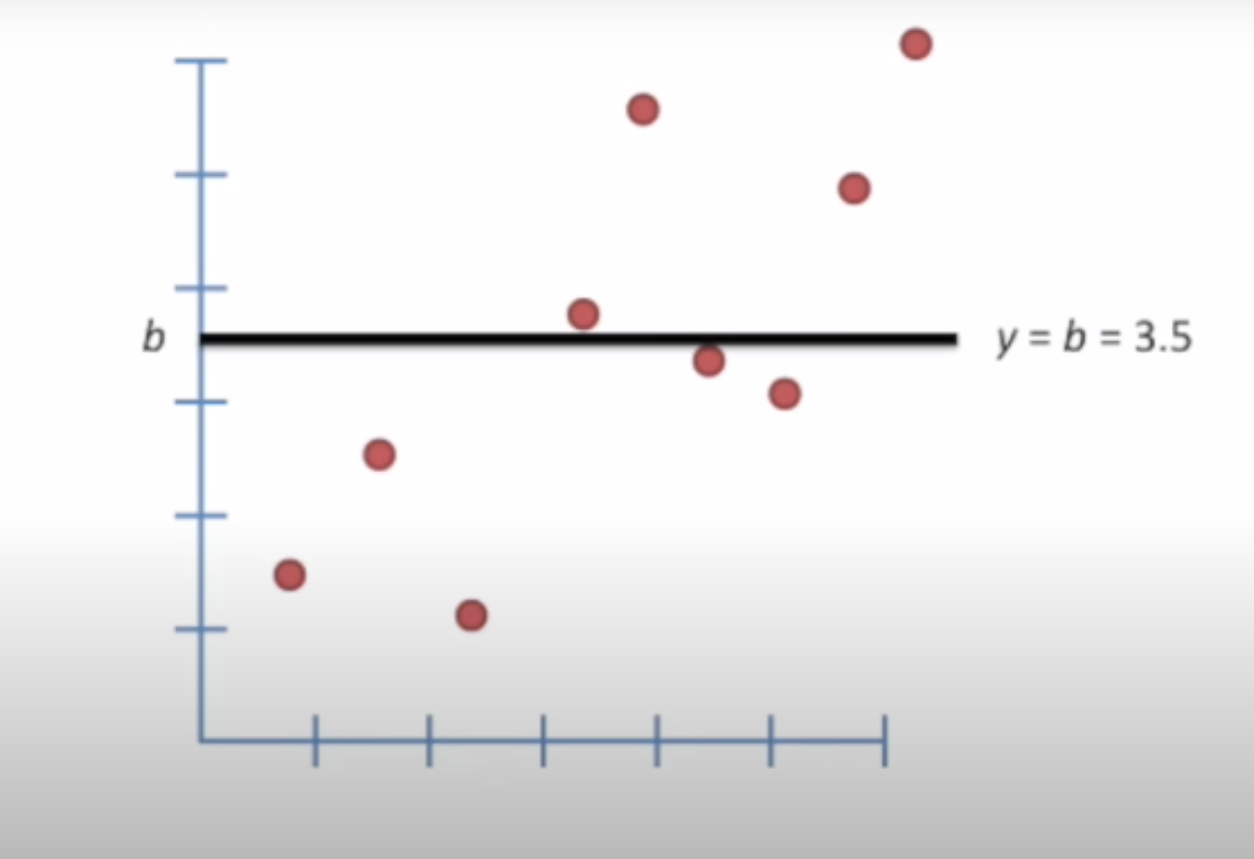 b
y = b = 3.5